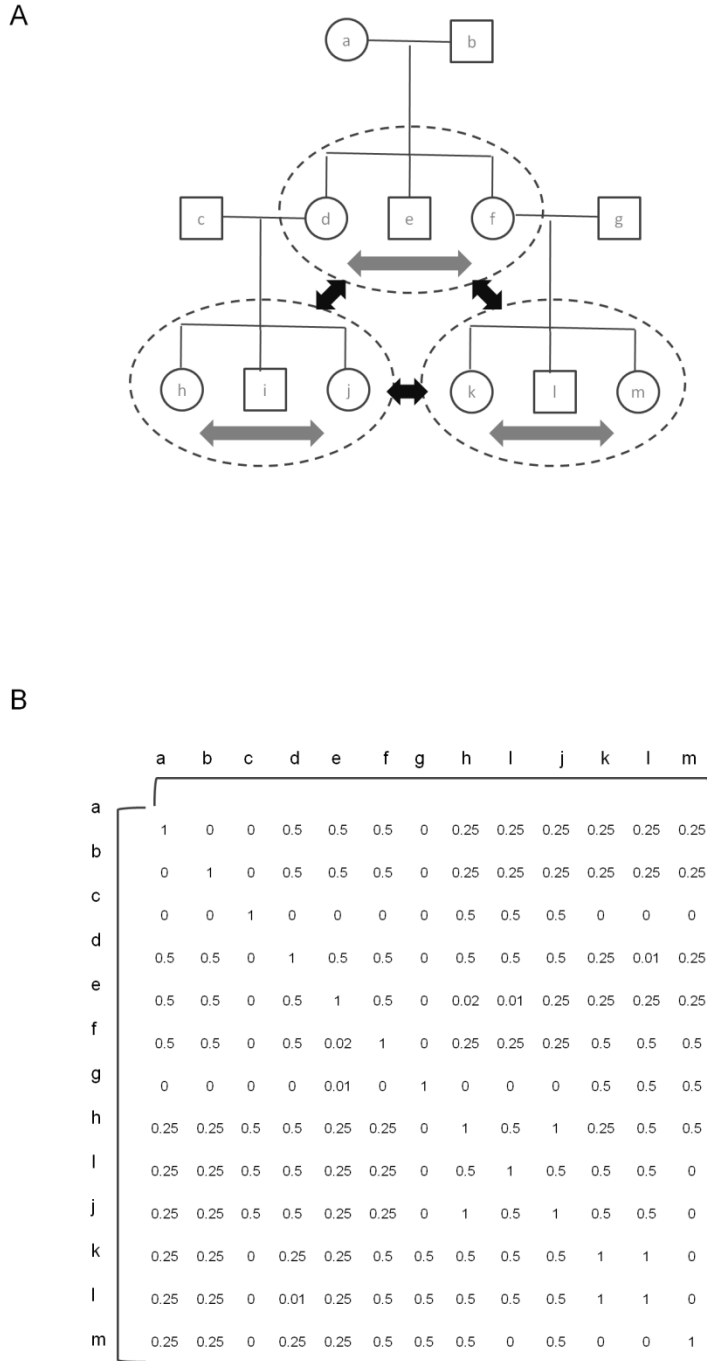 A
a b
c d e f g
h i j k l m
B
a b c d e f g h I j k l m
a
1 0 0 0.5 0.5 0.5 0 0.25 0.25 0.25 0.25 0.25 0.25
b
0 1 0 0.5 0.5 0.5 0 0.25 0.25 0.25 0.25 0.25 0.25
c
0 0 1 0 0 0 0 0.5 0.5 0.5 0 0 0
d
0.5 0.5 0 1 0.5 0.5 0 0.5 0.5 0.5 0.25 0.01 0.25
e
0.5 0.5 0 0.5 1 0.5 0 0.02 0.01 0.25 0.25 0.25 0.25
f
0.5 0.5 0 0.5 0.02 1 0 0.25 0.25 0.25 0.5 0.5 0.5
g
0 0 0 0 0.01 0 1 0 0 0 0.5 0.5 0.5
h
0.25 0.25 0.5 0.5 0.25 0.25 0 1 0.5 1 0.25 0.5 0.5
I
0.25 0.25 0.5 0.5 0.25 0.25 0 0.5 1 0.5 0.5 0.5 0
j
0.25 0.25 0.5 0.5 0.25 0.25 0 1 0.5 1 0.5 0.5 0
k
0.25 0.25 0 0.25 0.25 0.5 0.5 0.5 0.5 0.5 1 1 0
l
0.25 0.25 0 0.01 0.25 0.5 0.5 0.5 0.5 0.5 1 1 0
m
0.25 0.25 0 0.25 0.25 0.5 0.5 0.5 0 0.5 0 0 1